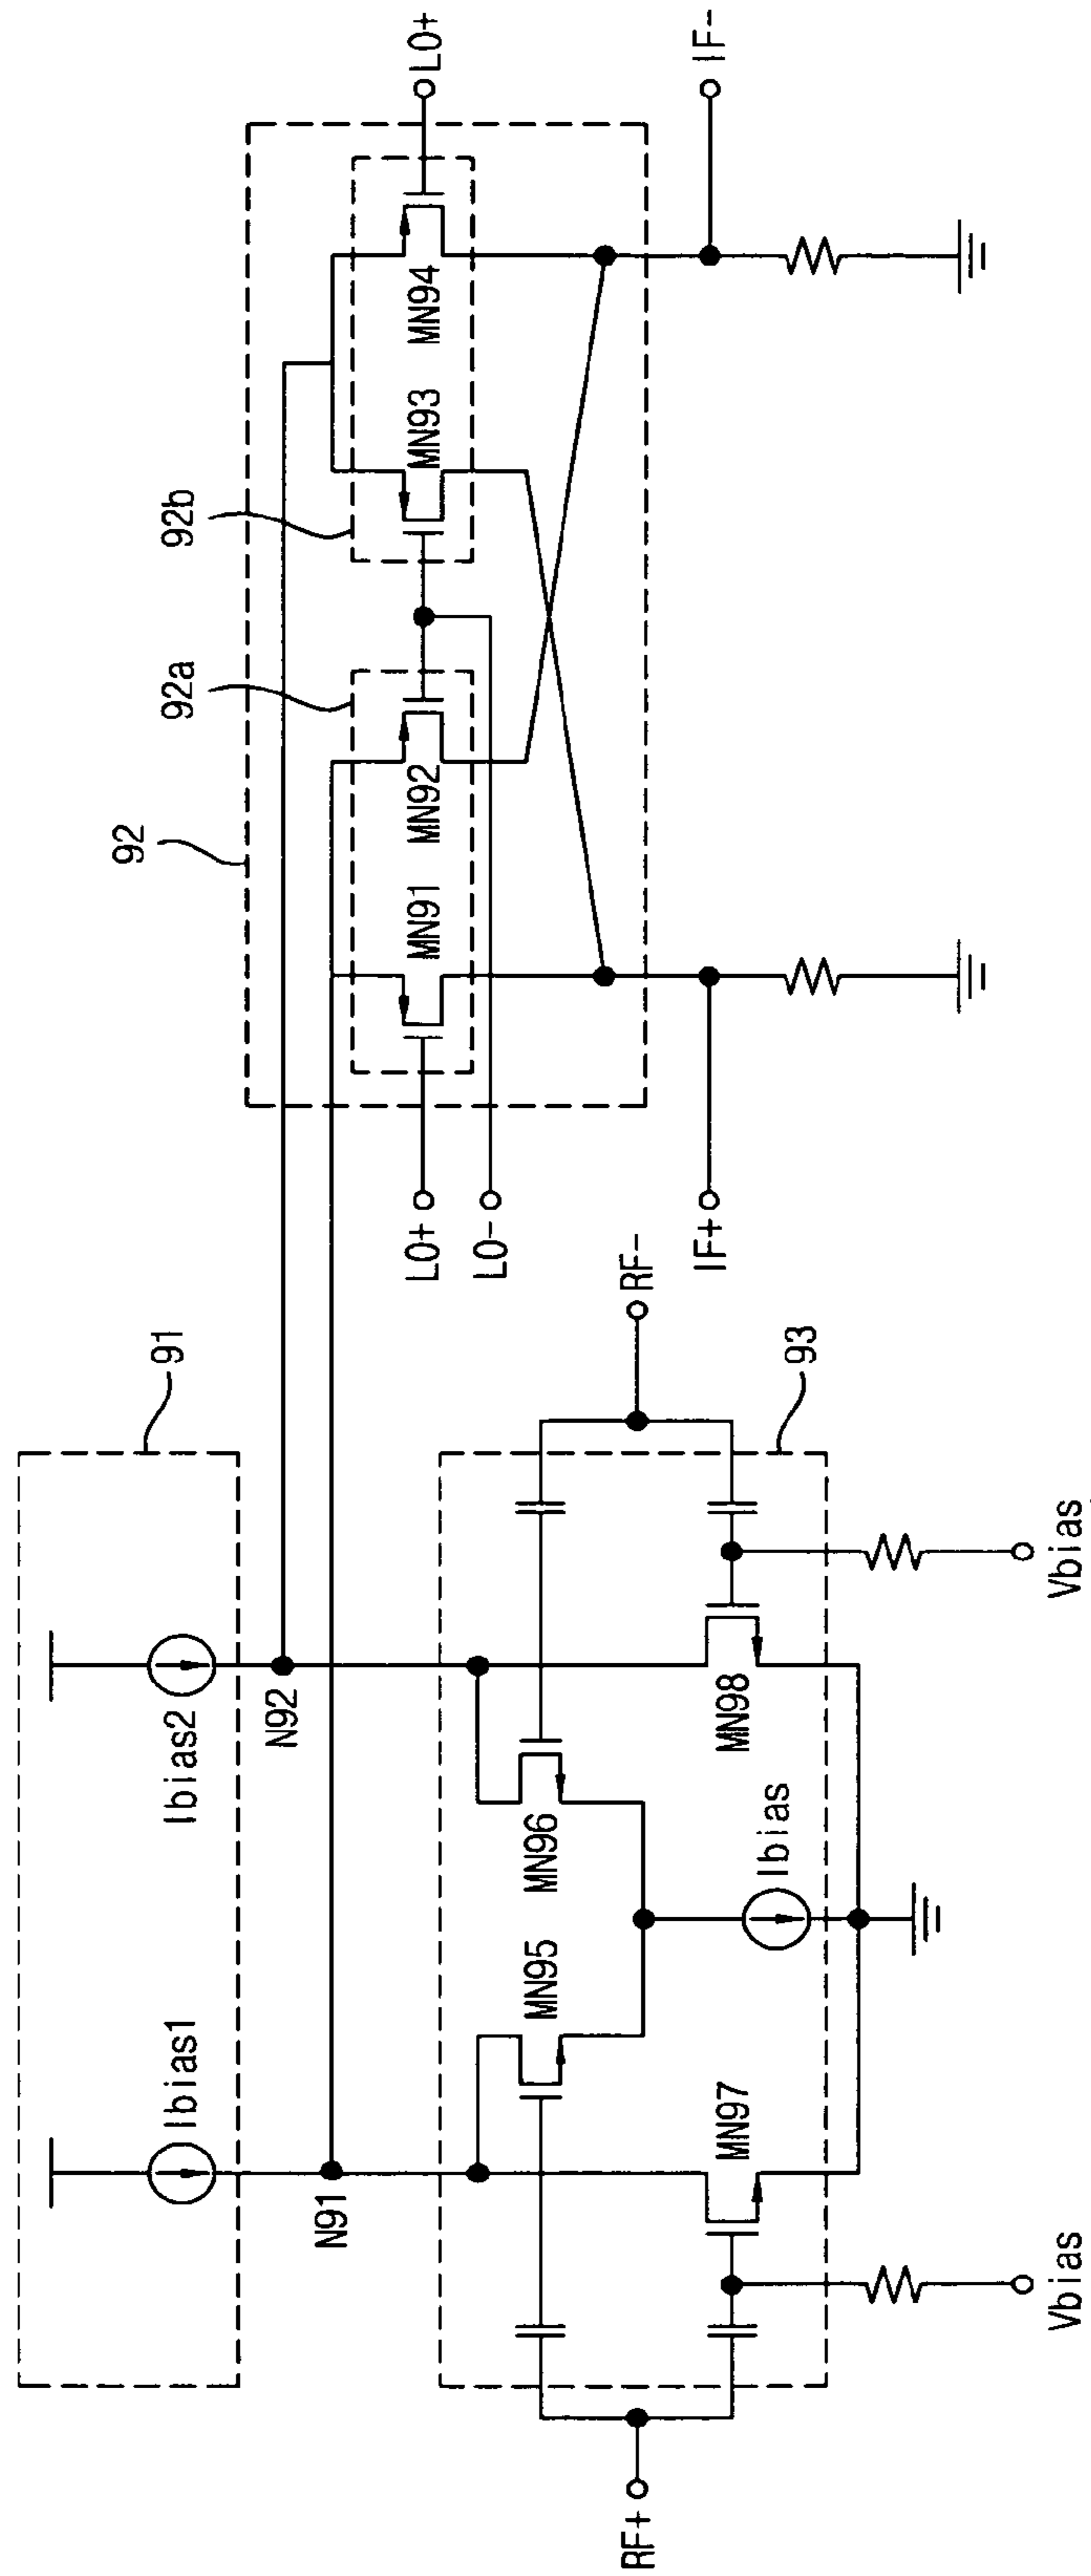 91
Ibias1
Ibias2
N91
N92
RF+
RF-
MN95
MN96
MN97
MN98
Ibias
93
Vbias
Vbias
92
92a
92b
LO+
LO-
LO+
MN91
MN92
MN93
MN94
IF+
IF-